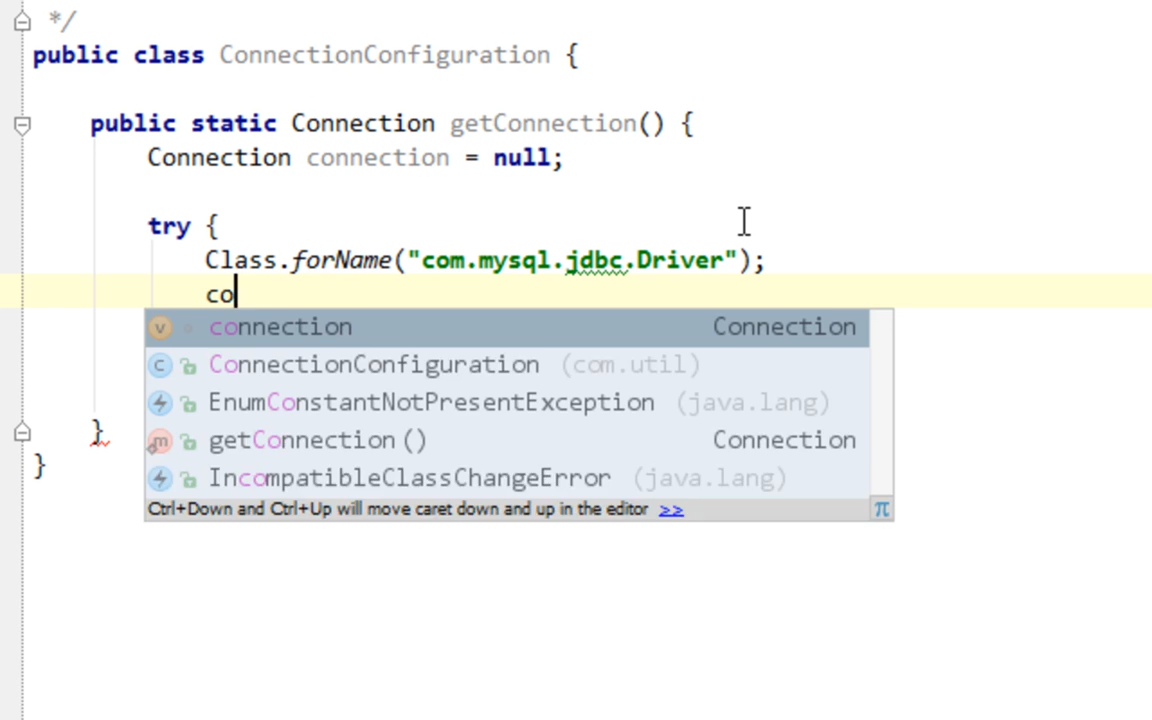 */
public class ConnectionConfiguration {
public static Connection getConnection() {
Connection connection = null;
try {
Class.forName("com.mysql.jdbc.Driver");
co
v connection Connection
C ConnectionConfiguration (com.util)
EnumConstantNotPresentException (java.lang)
m getConnection() Connection
IncompatibleClassChangeError (java.lang)
Ctrl+Down and Ctrl+Up will move caret down and up in the editor >> π
}
}